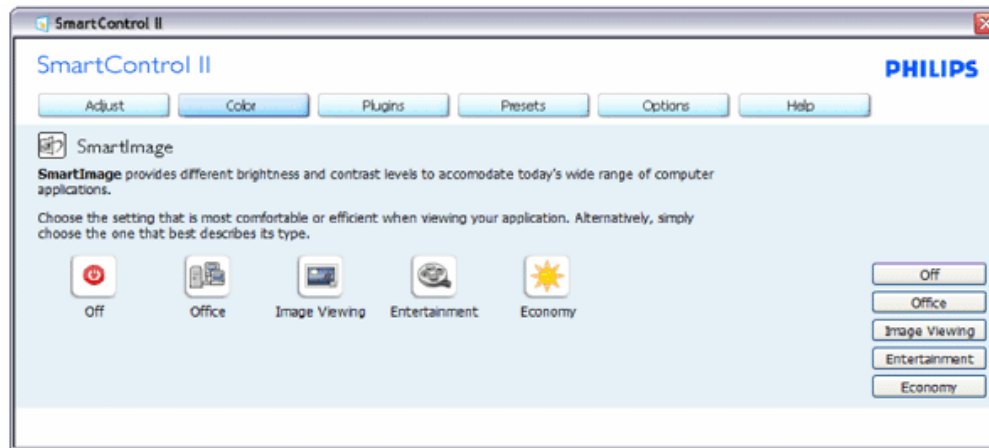 SmartControl II
SmartControl II
PHILIPS
Adjust Color Plugins Presets Options Help
SmartImage
SmartImage provides different brightness and contrast levels to accomodate today's wide range of computer
applications.
Choose the setting that is most comfortable or efficient when viewing your application. Alternatively, simply
choose the one that best describes its type.
Off Office Image Viewing Entertainment Economy
Off
Office
Image Viewing
Entertainment
Economy